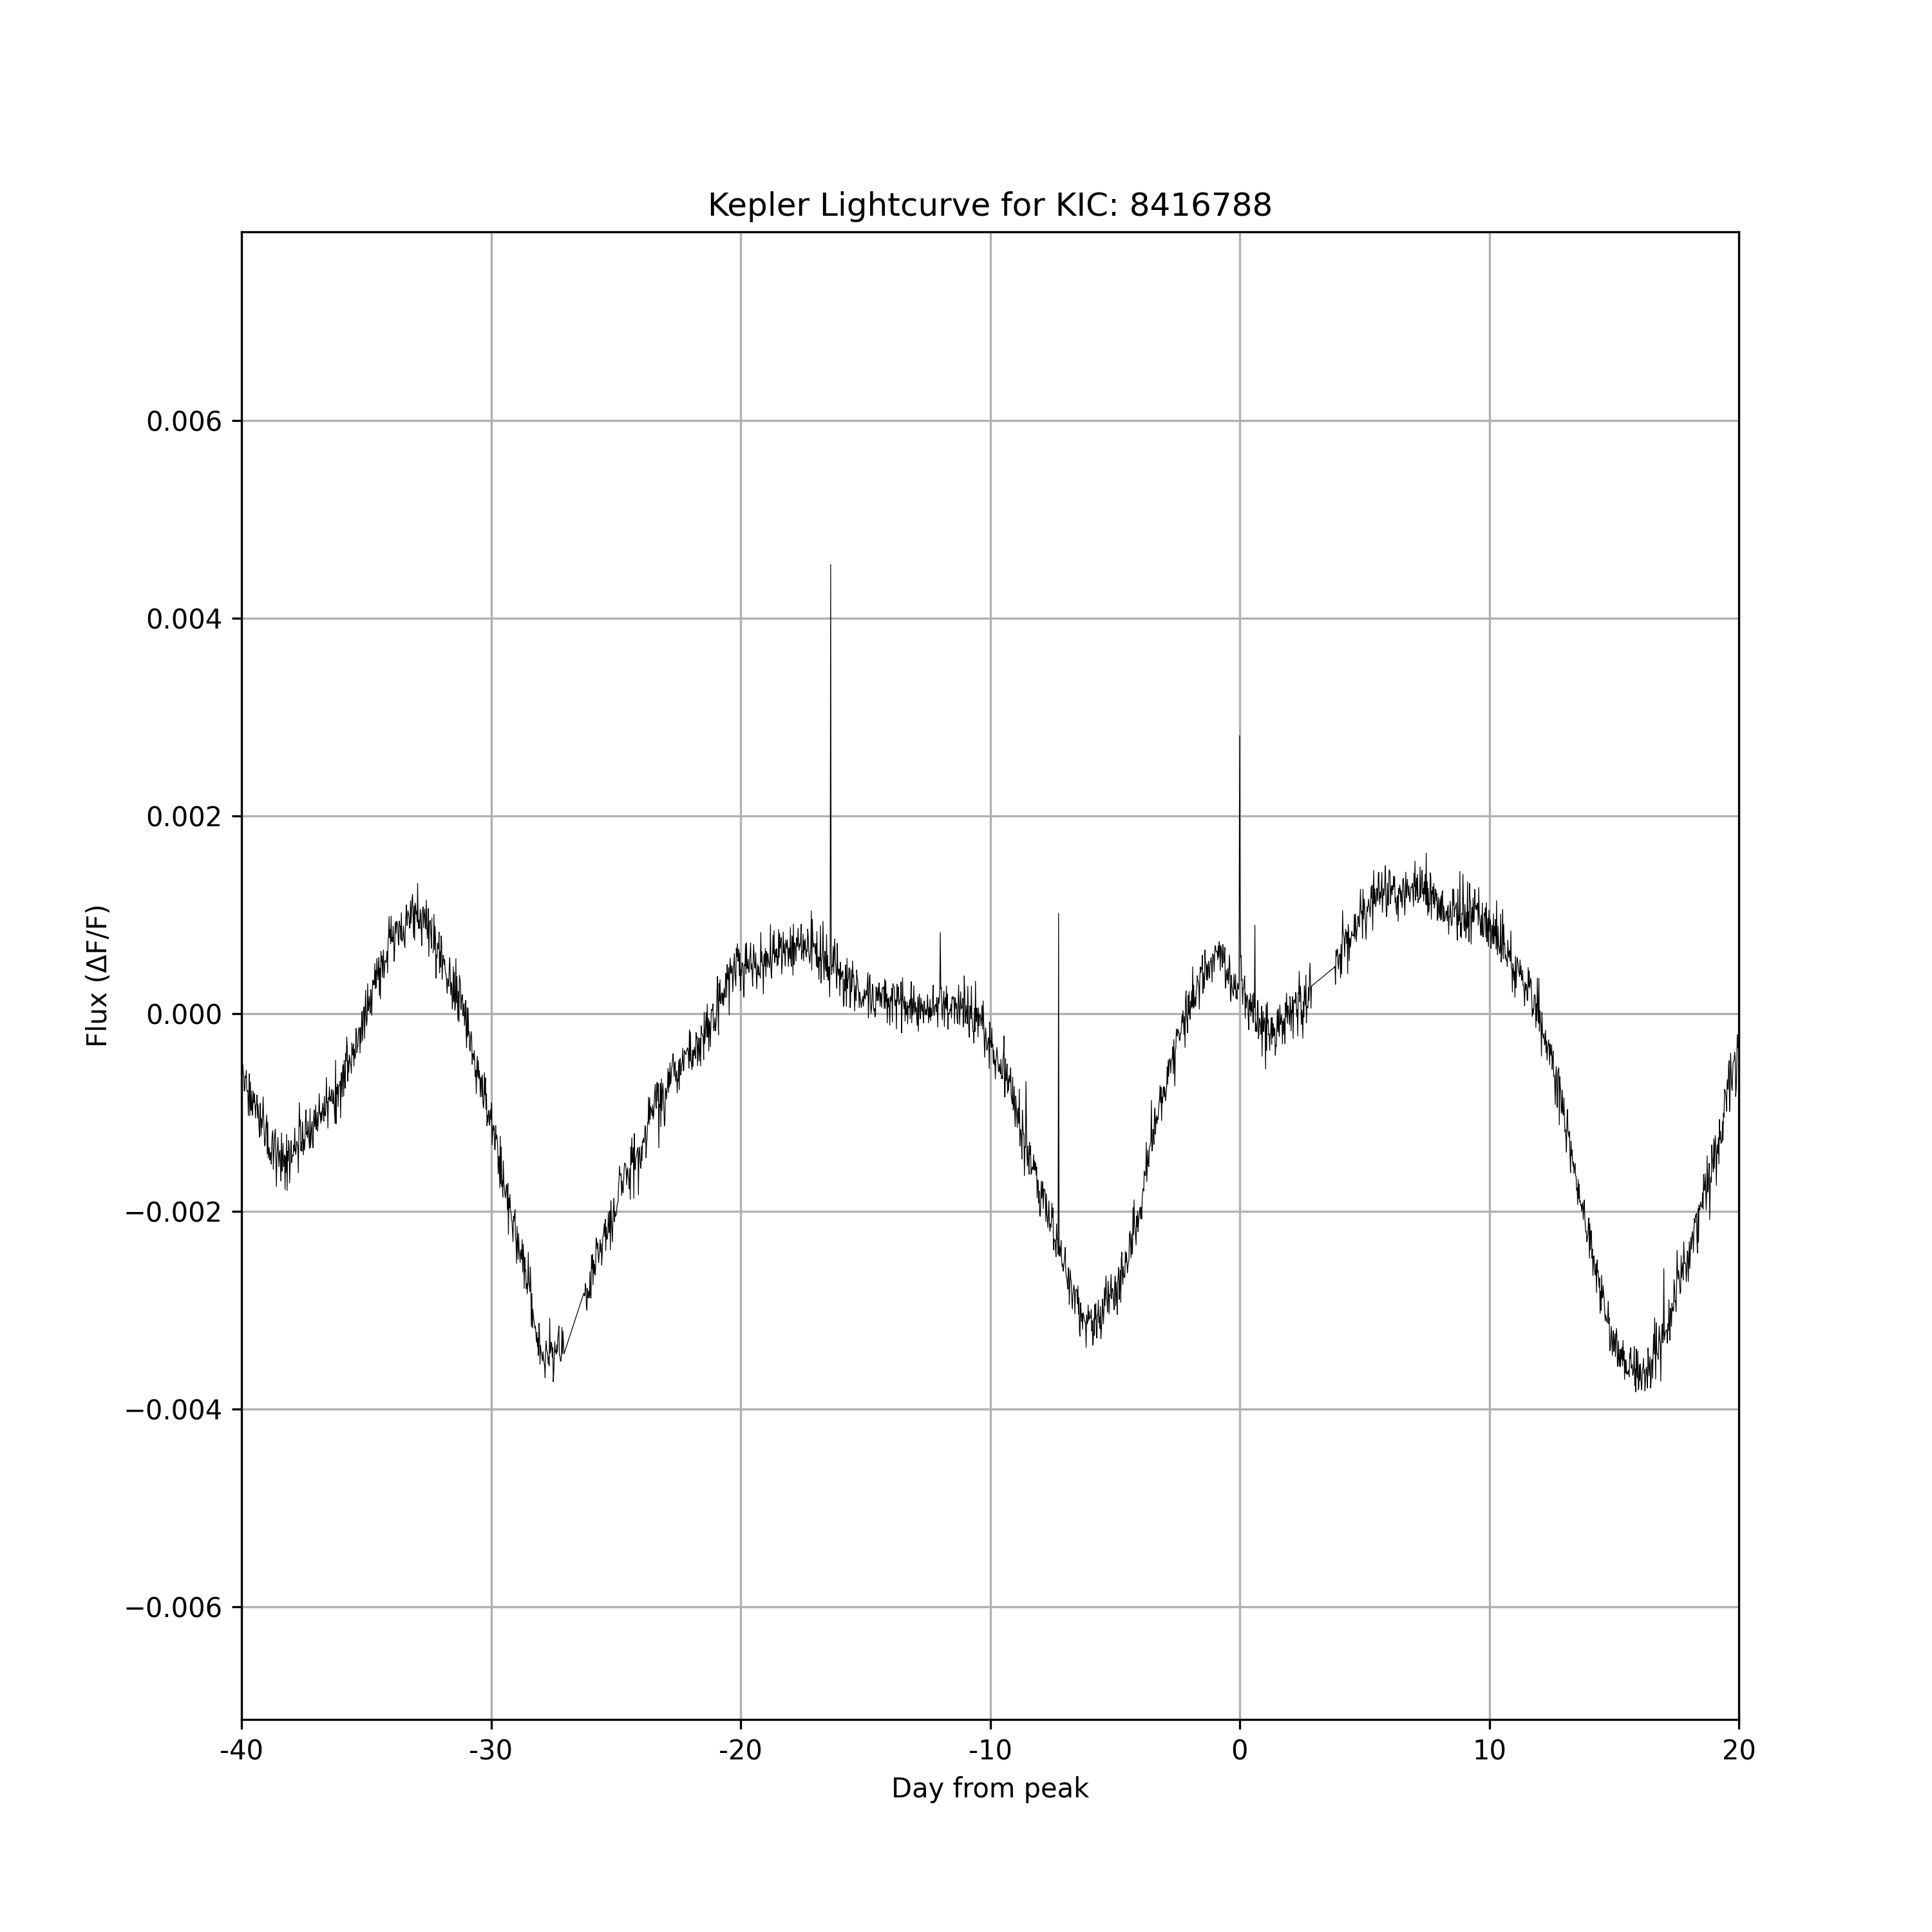 Kepler Lightcurve for KIC: 8416788
Flux (ΔF/F)
0.006
0.004
0.002
0.000
−0.002
−0.004
−0.006
-40 -30 -20 -10 0 10 20
Day from peak